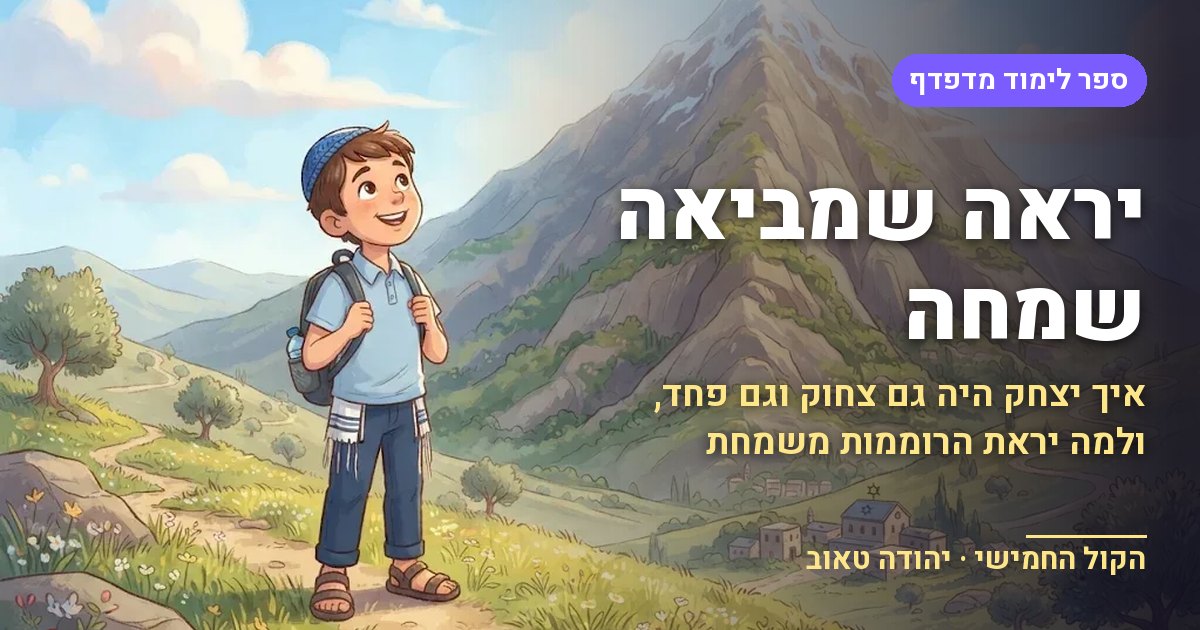 ספר לימוד מדפדף
יראה שמביאה
שמחה
איך יצחק היה גם צחוק וגם פחד,
ולמה יראת הרוממות משמחת
הקול החמישי · יהודה טאוב